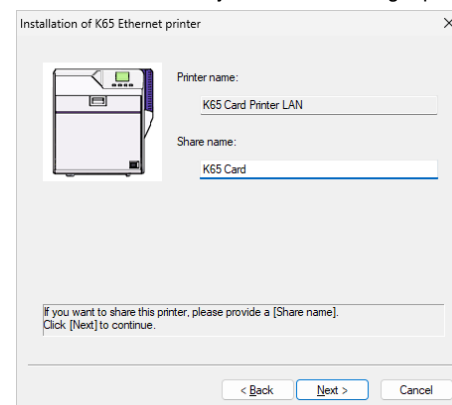 Installation of K65 Ethernet printer
Printer name:
K65 Card Printer LAN
Share name:
K65 Card
If you want to share this printer, please provide a [Share name].
Click [Next] to continue.
< Back
Next >
Cancel